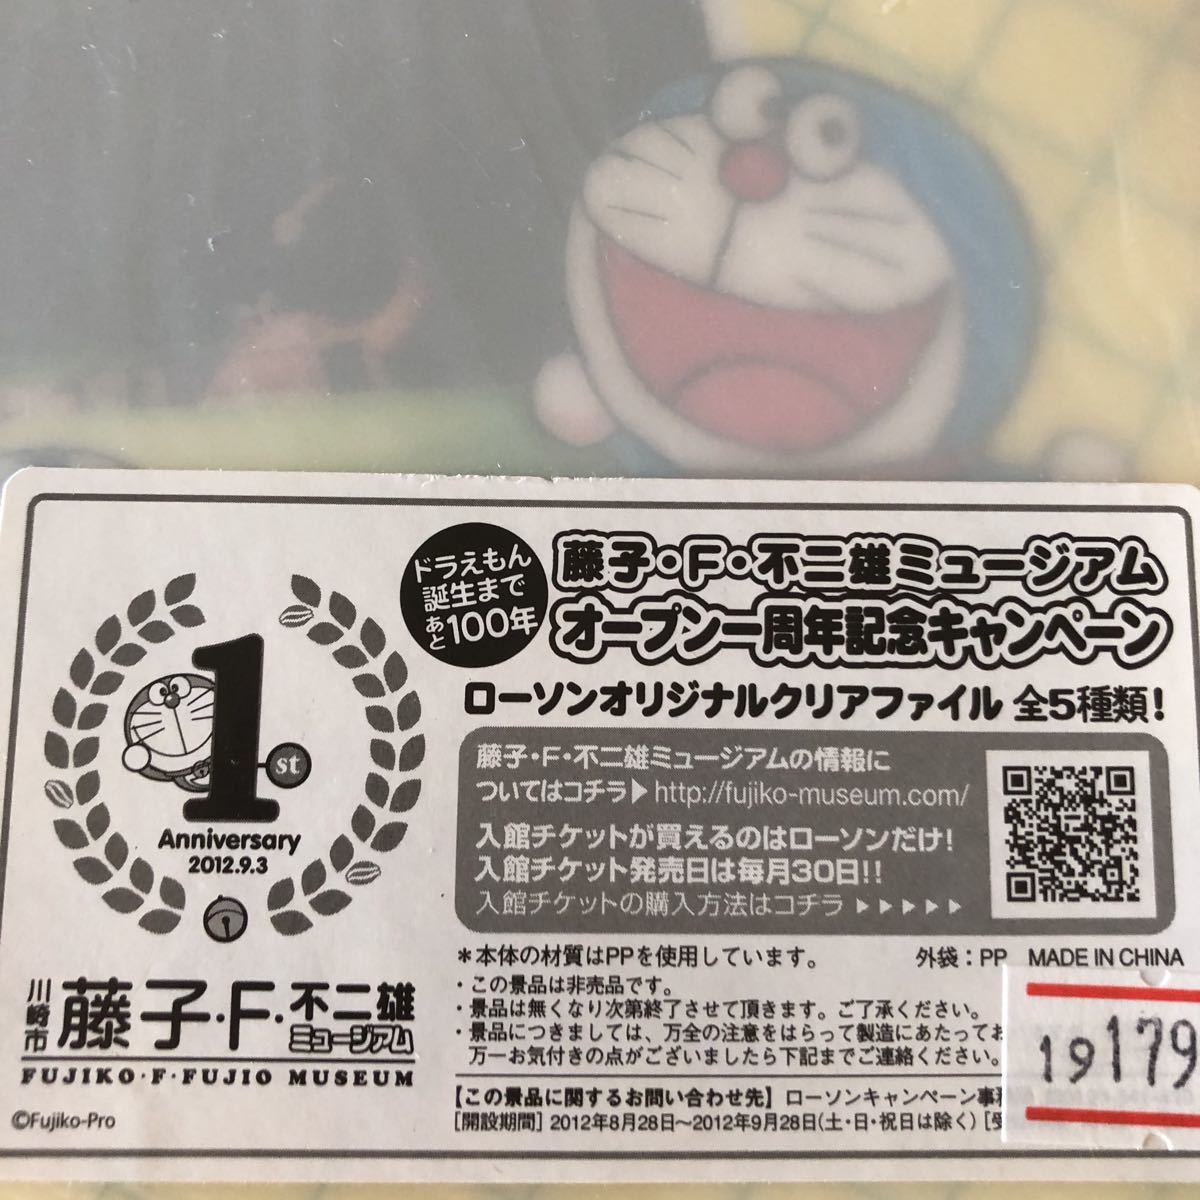 ドラえもん
誕生まで
あと100年
藤子・F・不二雄ミュージアム
オープン一周年記念キャンペーン
ローソンオリジナルクリアファイル 全5種類!
1st
Anniversary
2012.9.3
藤子・F・不二雄ミュージアムの情報に
ついてはコチラ▶http://fujiko-museum.com/
入館チケットが買えるのはローソンだけ!
入館チケット発売日は毎月30日!!
入館チケットの購入方法はコチラ▶▶▶▶▶
*本体の材質はPPを使用しています。 外袋:PP MADE IN CHINA
・この景品は非売品です。
・景品は無くなり次第終了させて頂きます。ご了承ください。
・景品につきましては、万全の注意をはらって製造にあたってお
万一お気付きの点がございましたら下記までご連絡ください。
【この景品に関するお問い合わせ先】ローソンキャンペーン事
[開設期間]2012年8月28日〜2012年9月28日(土・日・祝日は除く)[受
川崎市
藤子・F・不二雄
ミュージアム
FUJIKO・F・FUJIO MUSEUM
©Fujiko-Pro
19179